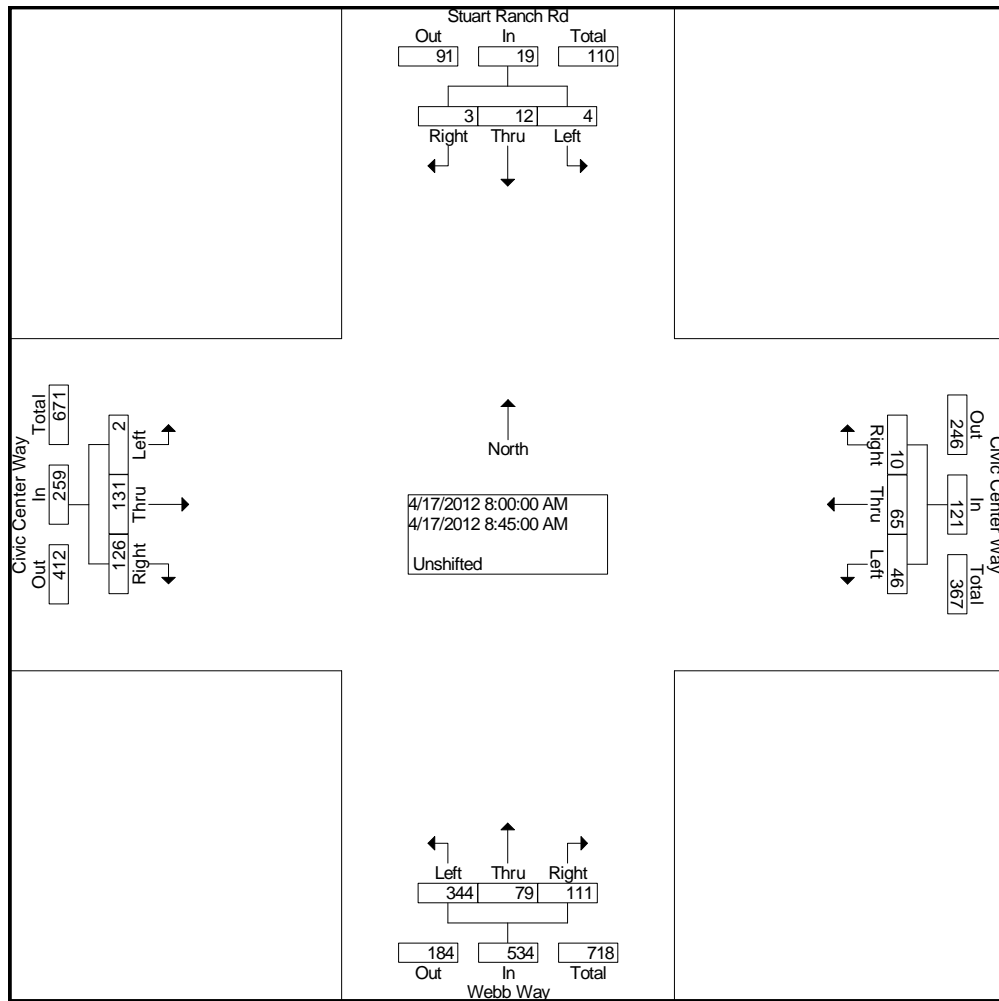 Stuart Ranch Rd
Out In Total
91 19 110
3 12 4
Right Thru Left
Civic Center Way
Total 671
In 259
Out 412
2 Left
131 Thru
126 Right
North
4/17/2012 8:00:00 AM
4/17/2012 8:45:00 AM
Unshifted
Right 10
Thru 65
Left 46
Out 246
In 121
Total 367
Civic Center Way
Left Thru Right
344 79 111
184 534 718
Out In Total
Webb Way